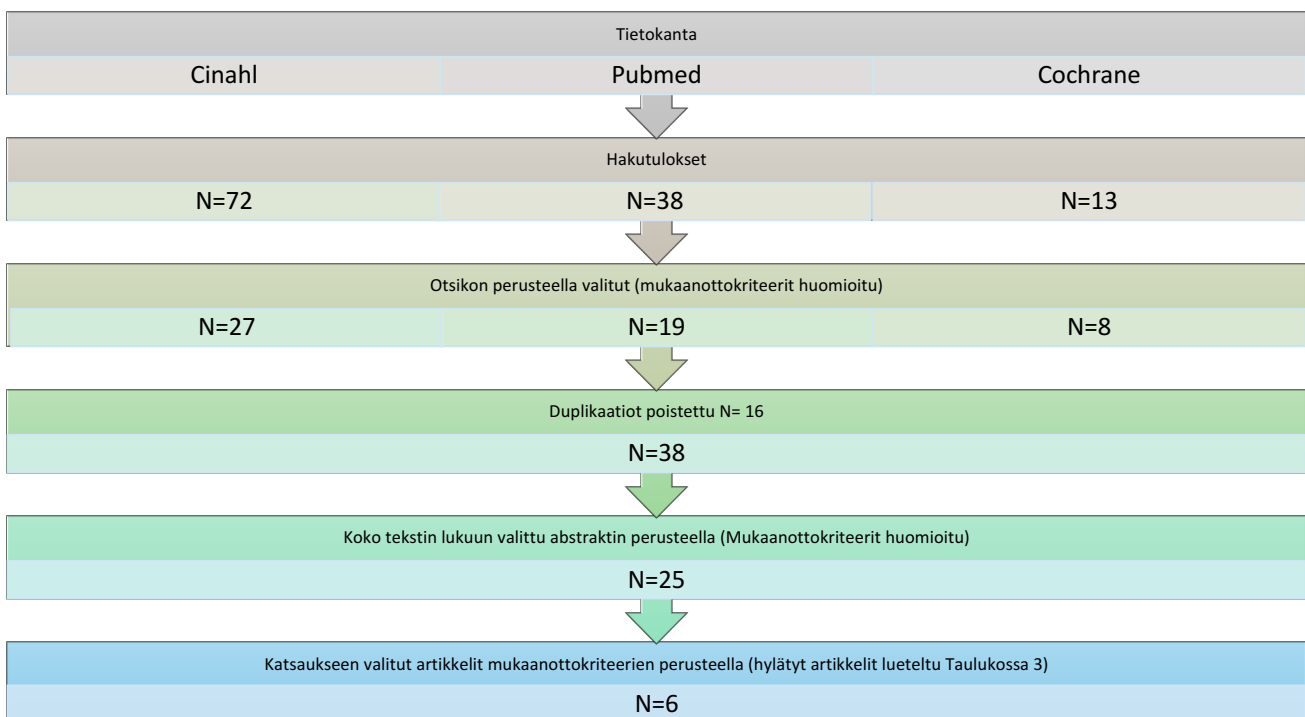 Tietokanta
Cinahl Pubmed Cochrane
Hakutulokset
N=72 N=38 N=13
Otsikon perusteella valitut (mukaanottokriteerit huomioitu)
N=27 N=19 N=8
Duplikaatiot poistettu N= 16
N=38
Koko tekstin lukuun valittu abstraktin perusteella (Mukaanottokriteerit huomioitu)
N=25
Katsaukseen valitut artikkelit mukaanottokriteerien perusteella (hylätyt artikkelit lueteltu Taulukossa 3)
N=6